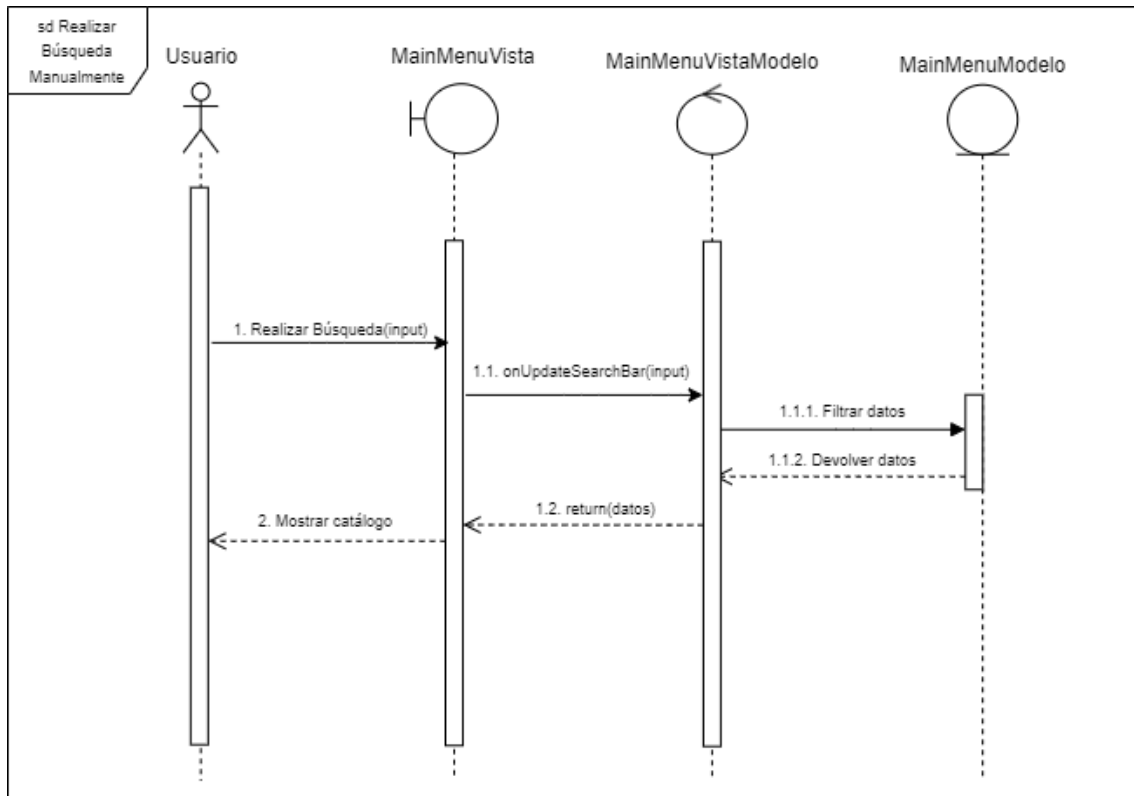 sd Realizar
Búsqueda
Manualmente
Usuario
MainMenuVista
MainMenuVistaModelo
MainMenuModelo
1. Realizar Búsqueda(input)
1.1. onUpdateSearchBar(input)
1.1.1. Filtrar datos
1.1.2. Devolver datos
1.2. return(datos)
2. Mostrar catálogo